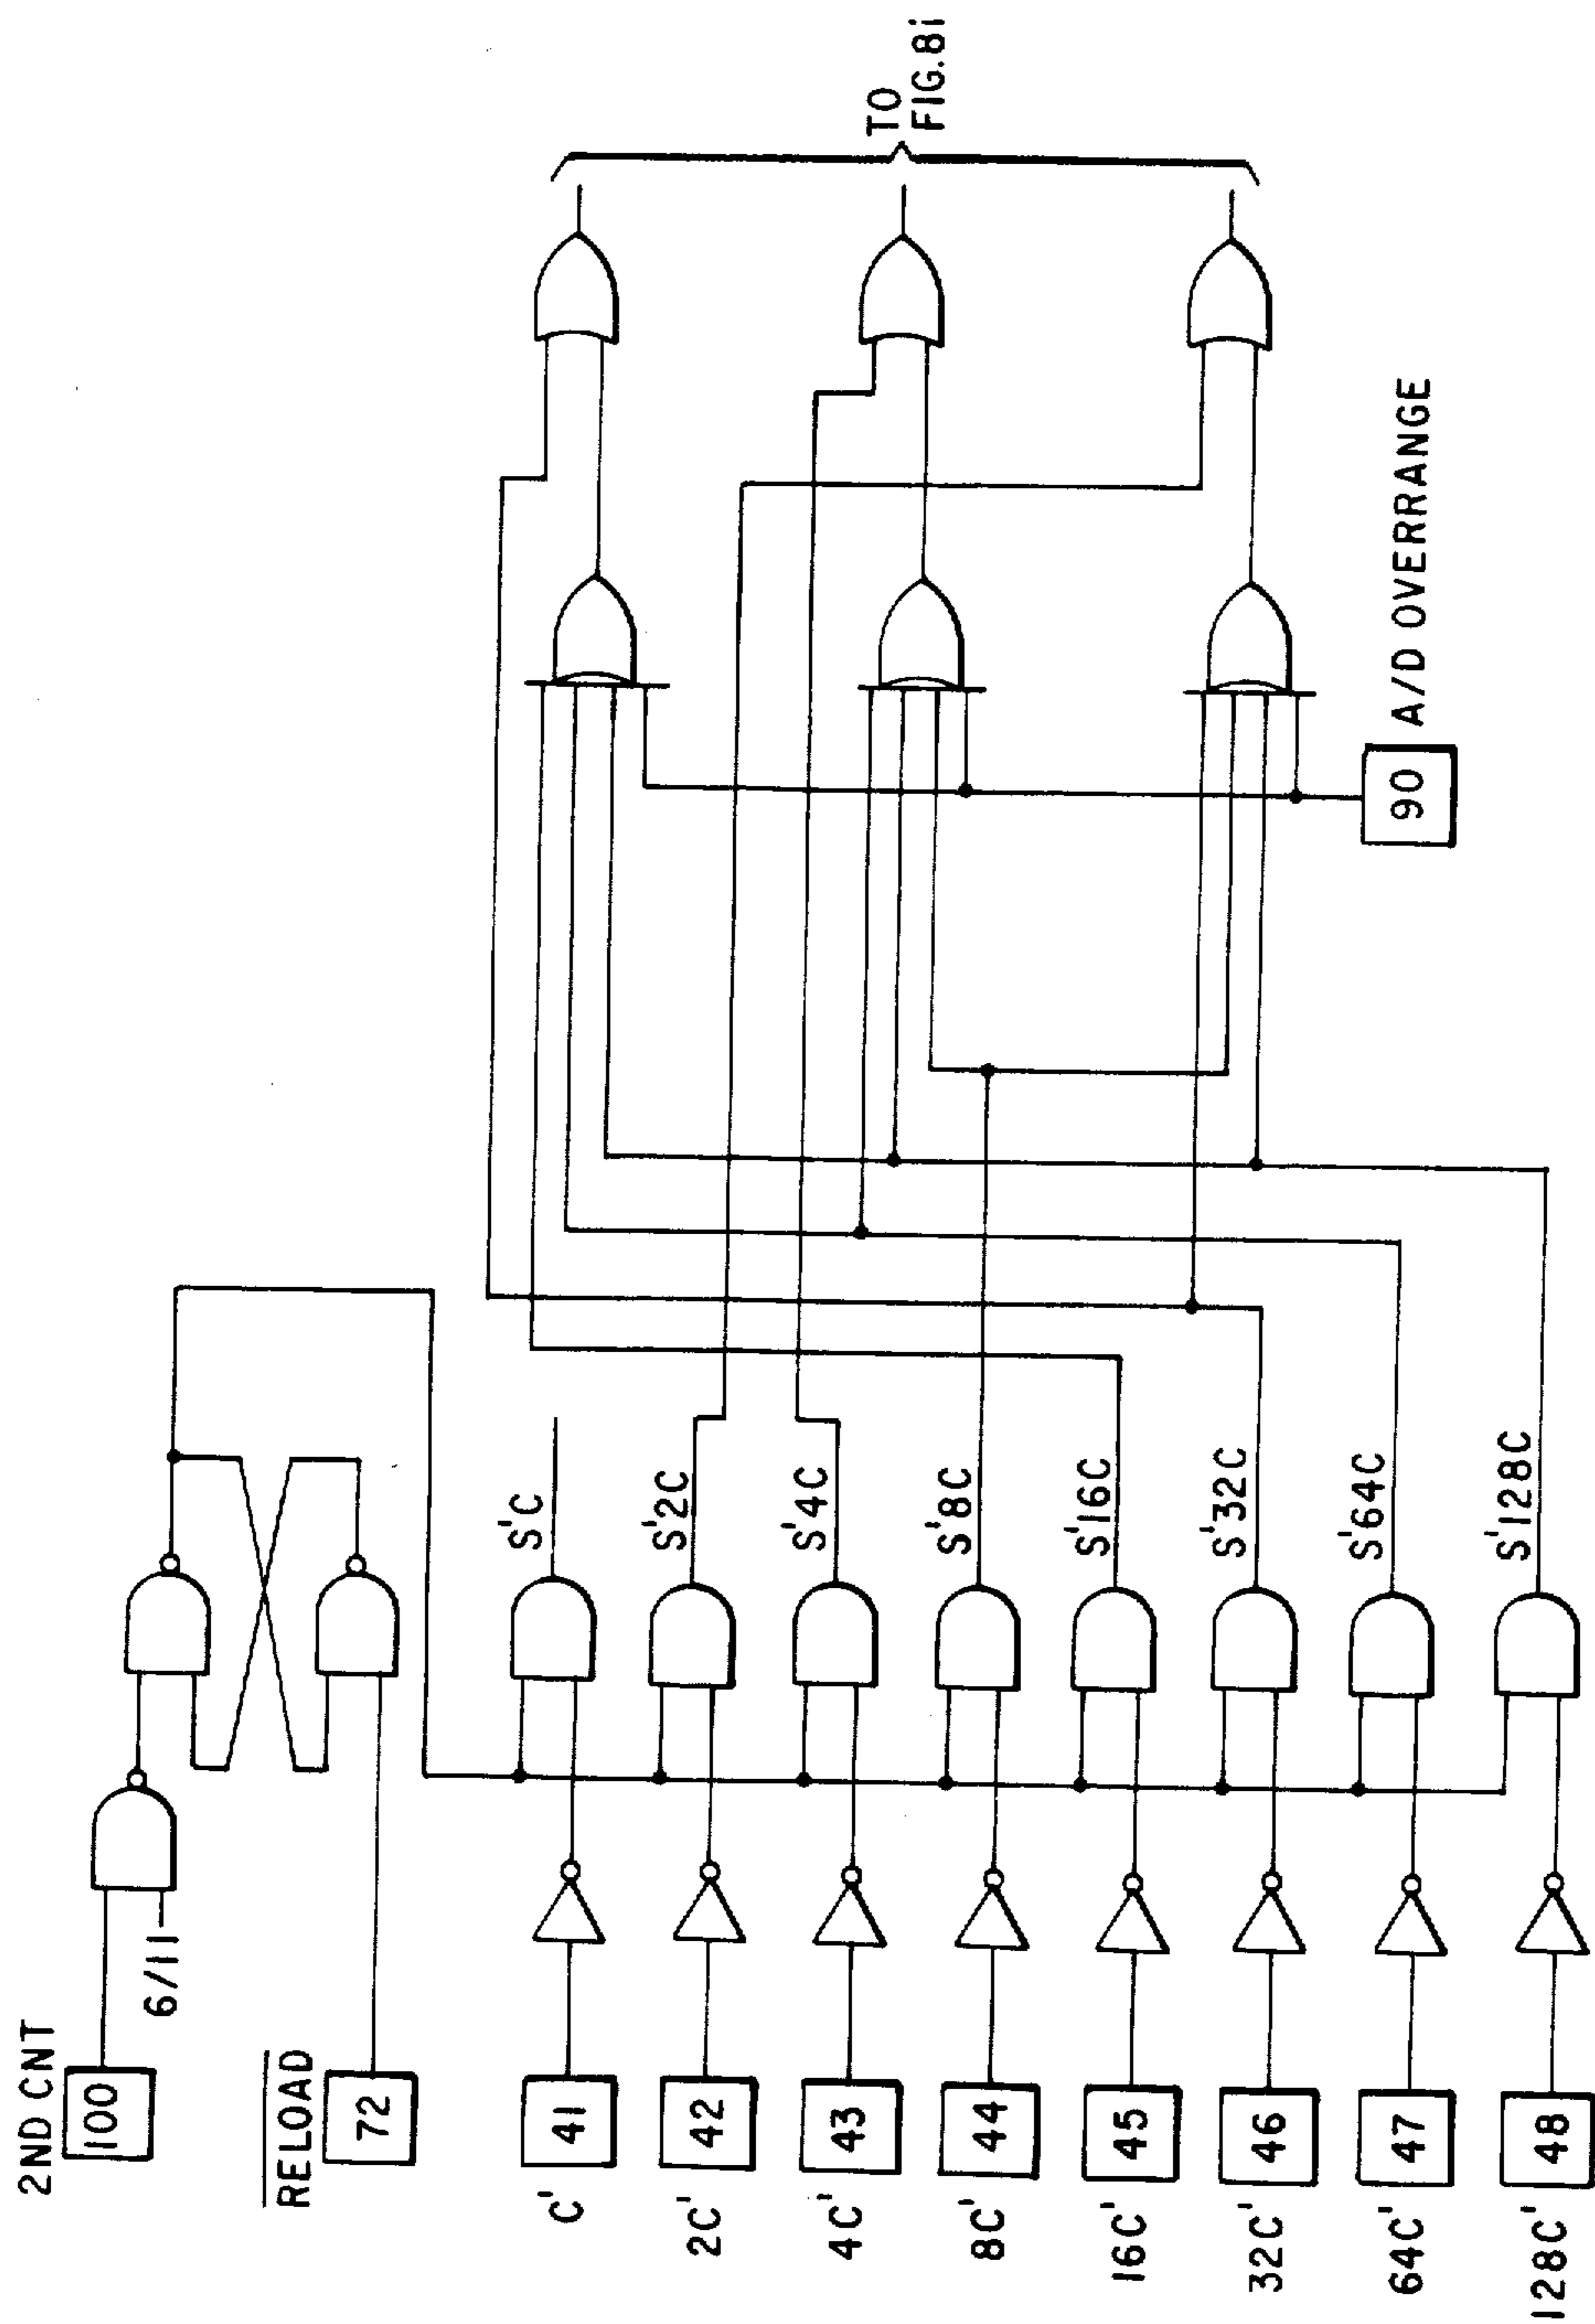 2ND CNT
100
6/11
RELOAD
72
C'
41
S'C
2C'
42
S'2C
4C'
43
S'4C
8C'
44
S'8C
16C'
45
S'16C
32C'
46
S'32C
64C'
47
S'64C
128C'
48
S'128C
90
A/D OVERRANGE
TO
FIG.8i